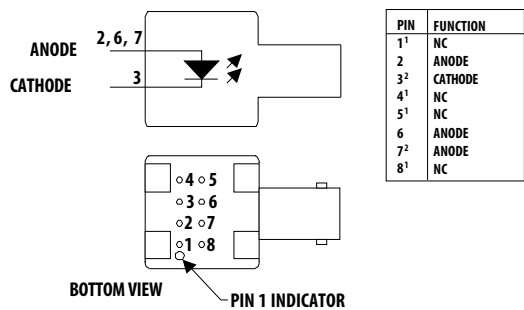 ANODE 2, 6, 7
CATHODE 3
PIN FUNCTION
1¹ NC
2 ANODE
3² CATHODE
4¹ NC
5¹ NC
6 ANODE
7² ANODE
8¹ NC
4 5
3 6
2 7
1 8
BOTTOM VIEW
PIN 1 INDICATOR